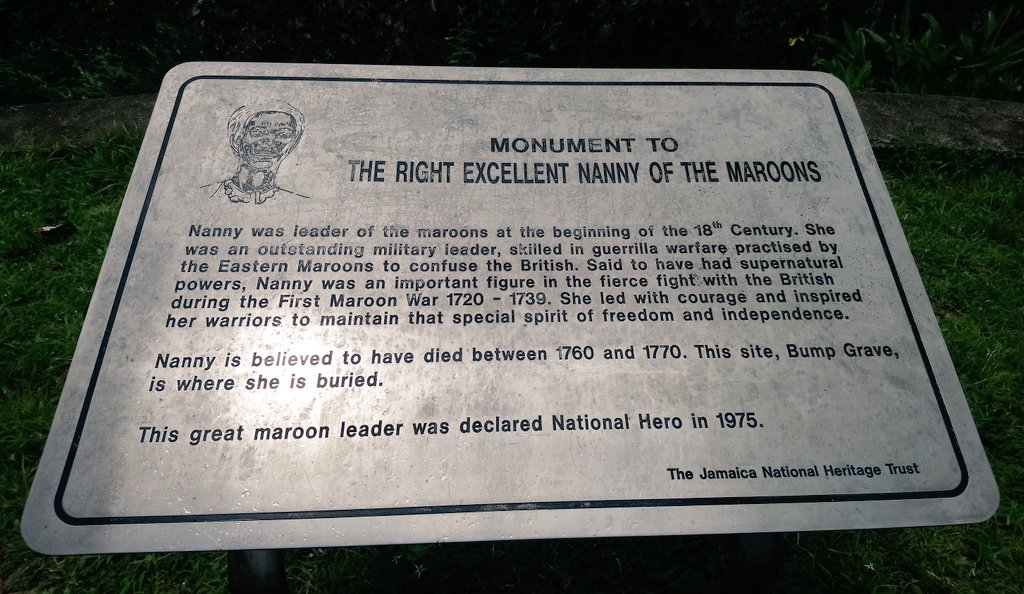 MONUMENT TO
THE RIGHT EXCELLENT NANNY OF THE MAROONS
Nanny was leader of the maroons at the beginning of the 18th Century. She
was an outstanding military leader, skilled in guerrilla warfare practised by
the Eastern Maroons to confuse the British. Said to have had supernatural
powers, Nanny was an important figure in the fierce fight with the British
during the First Maroon War 1720 - 1739. She led with courage and inspired
her warriors to maintain that special spirit of freedom and independence.
Nanny is believed to have died between 1760 and 1770. This site, Bump Grave,
is where she is buried.
This great maroon leader was declared National Hero in 1975.
The Jamaica National Heritage Trust